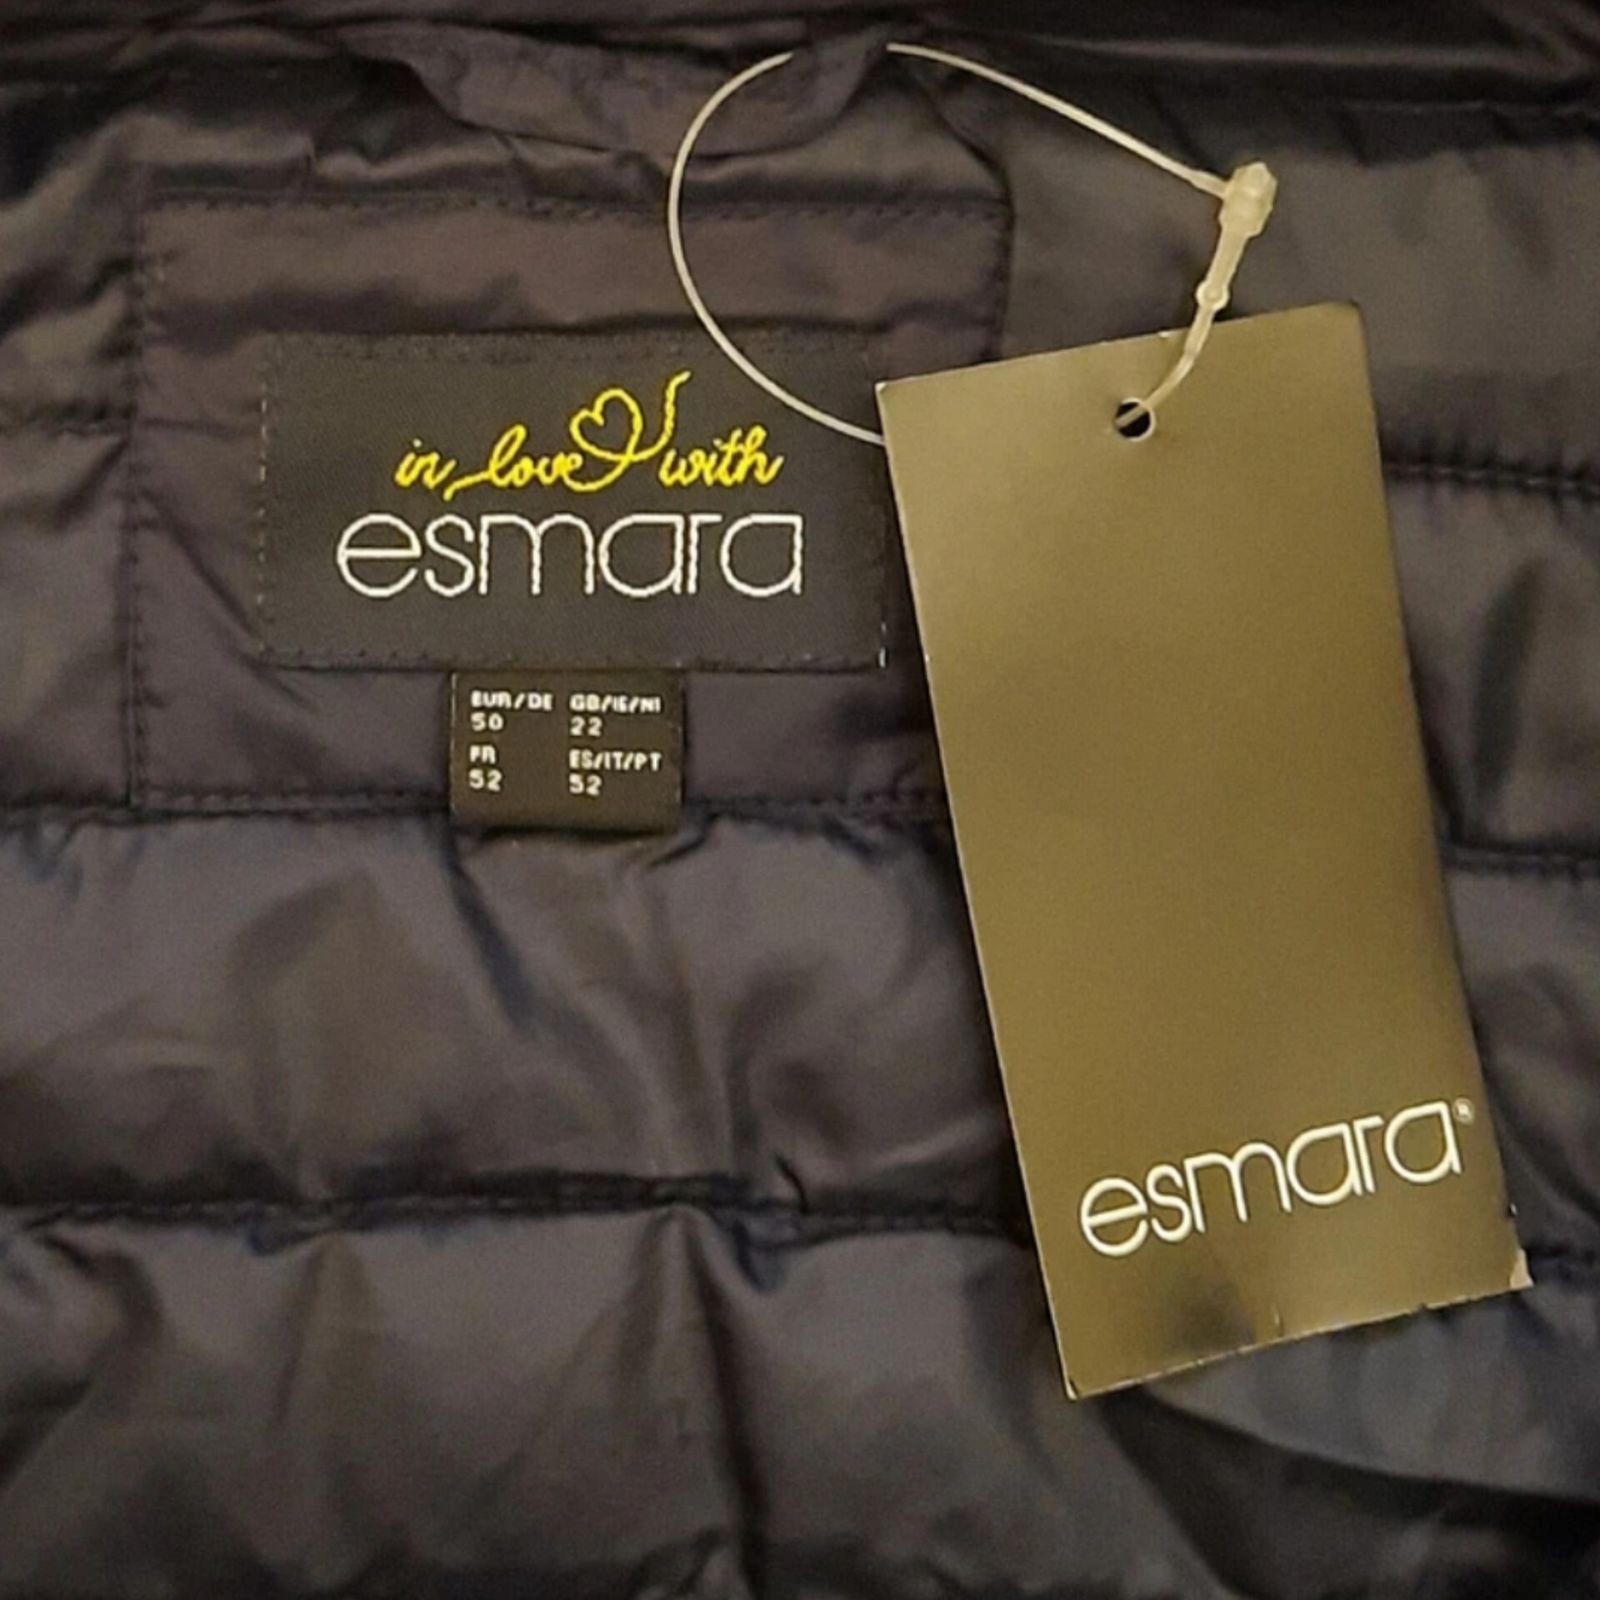 in love with
esmara
EUR/DE GB/IE/NI
50 22
FR ES/IT/PT
52 52
esmara®